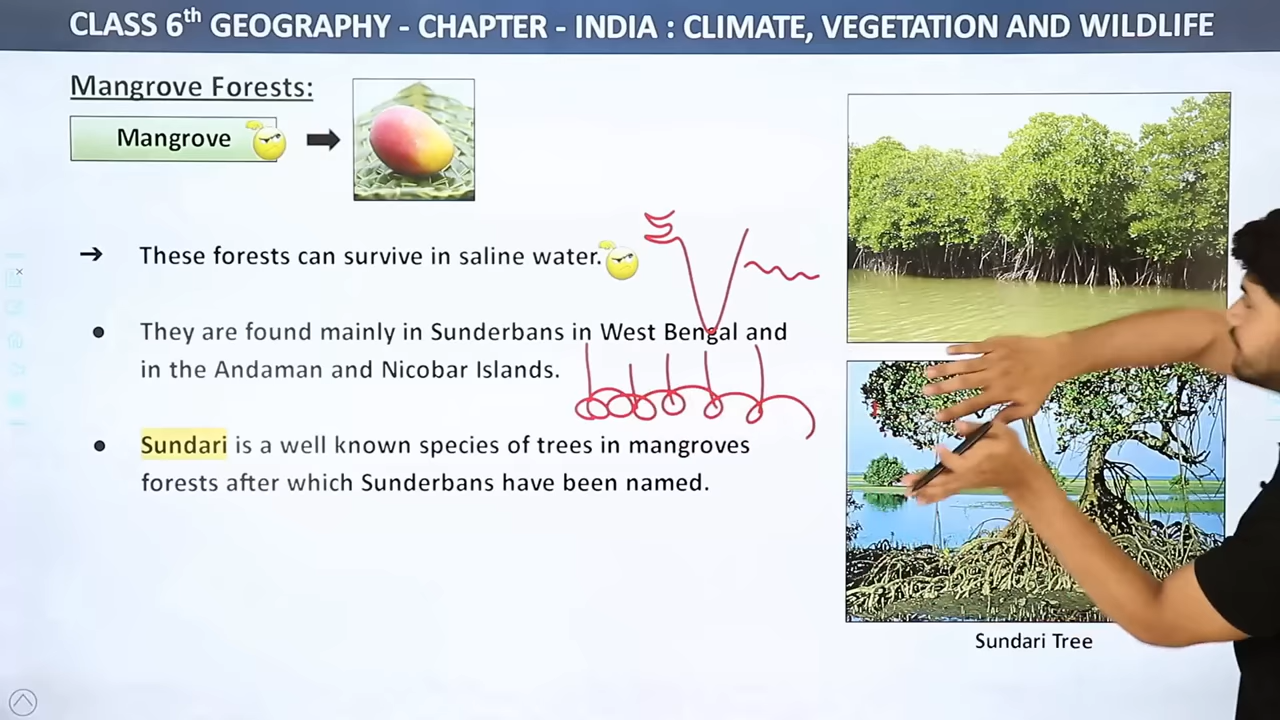 CLASS 6th GEOGRAPHY - CHAPTER - INDIA : CLIMATE, VEGETATION AND WILDLIFE
Mangrove Forests:
Mangrove
→ These forests can survive in saline water.
● They are found mainly in Sunderbans in West Bengal and
in the Andaman and Nicobar Islands.
● Sundari is a well known species of trees in mangroves
forests after which Sunderbans have been named.
Sundari Tree